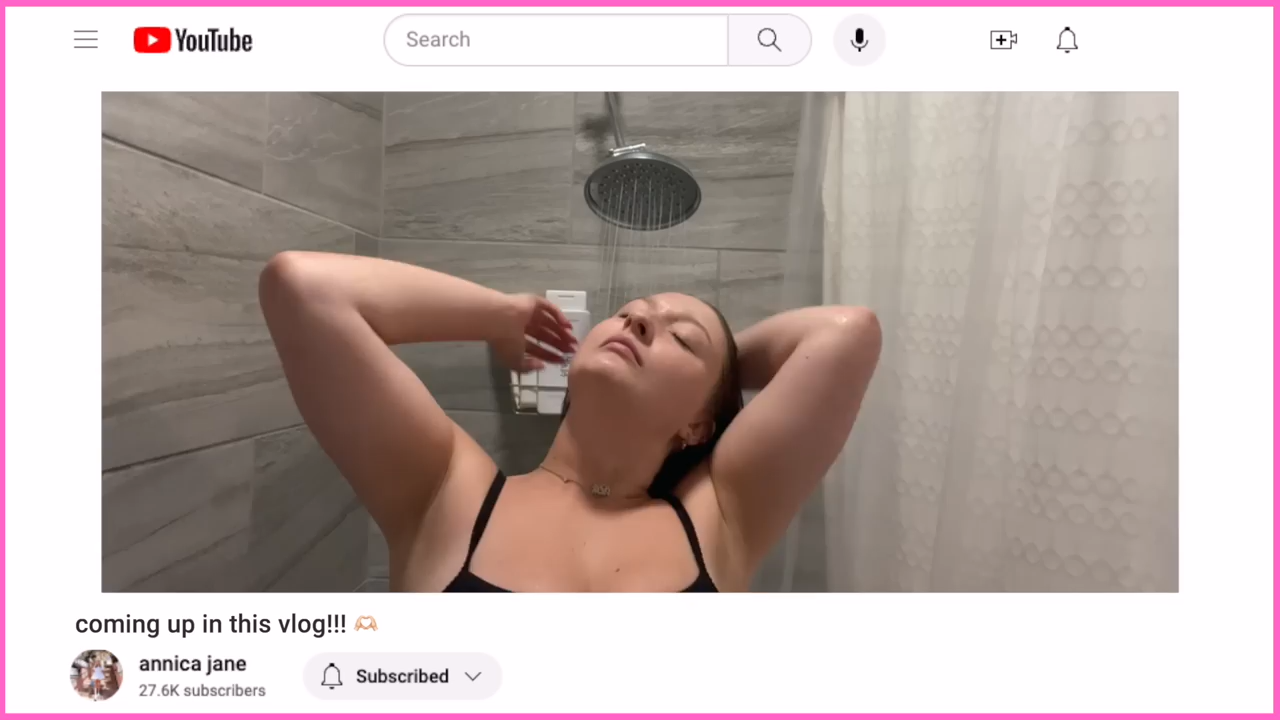 YouTube
Search
coming up in this vlog!!! 🫶🏻
annica jane
27.6K subscribers
Subscribed